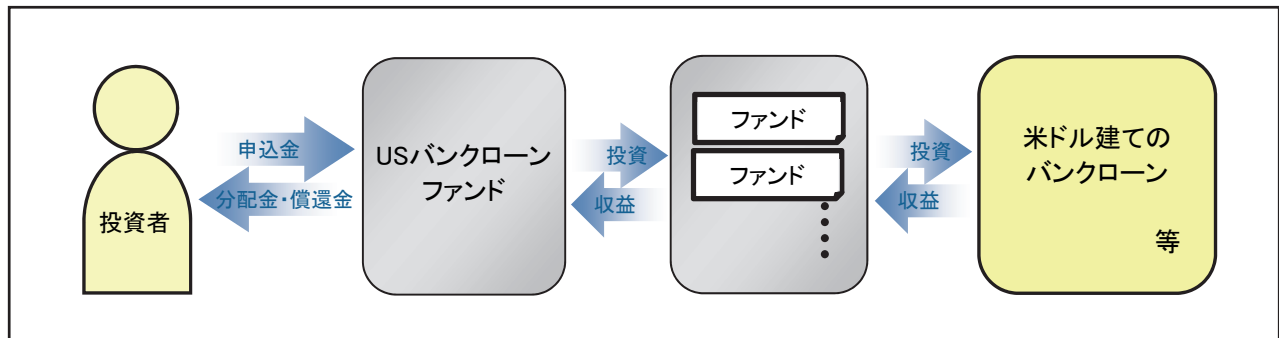 投資者
申込金
分配金・償還金
USバンクローン
ファンド
投資
収益
ファンド
ファンド
投資
収益
米ドル建ての
バンクローン
等